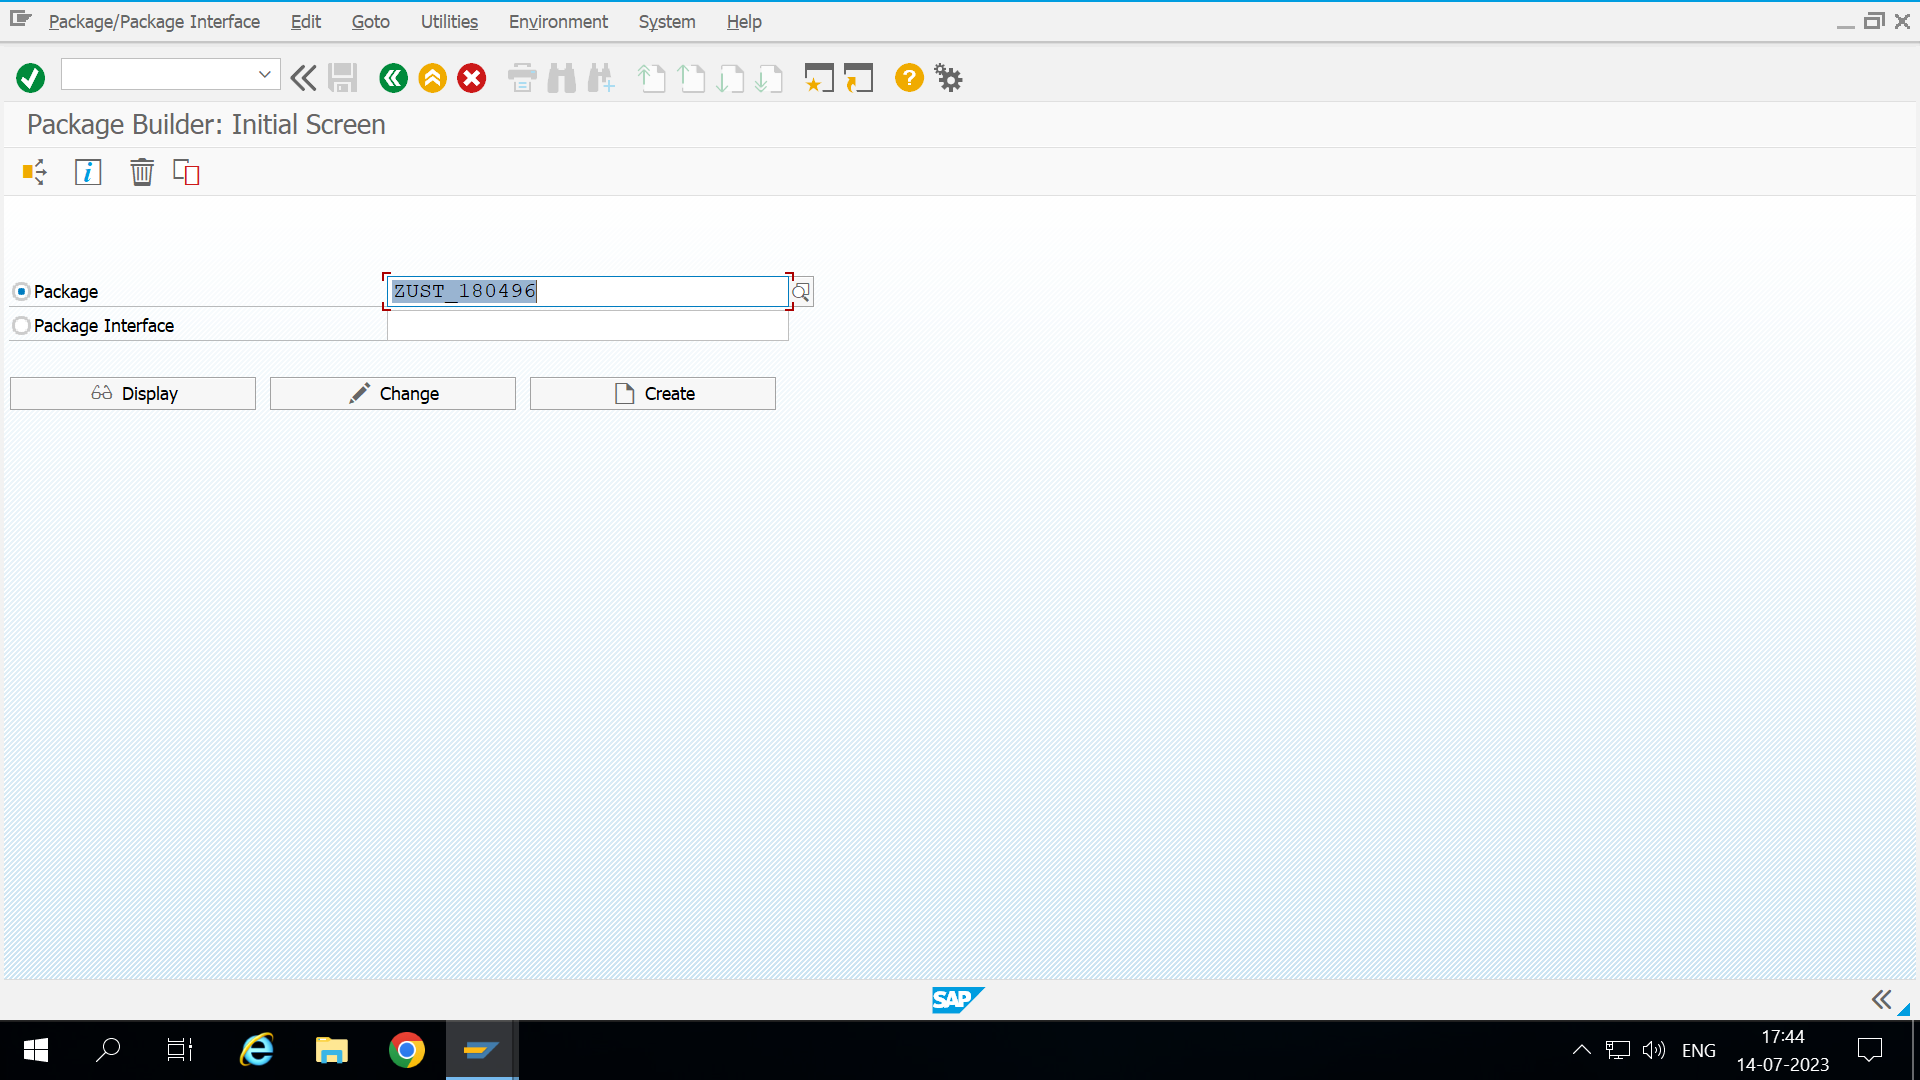 Package/Package Interface Edit Goto Utilities Environment System Help
Package Builder: Initial Screen
Package ZUST_180496
Package Interface
Display Change Create
SAP
ENG 17:44
14-07-2023